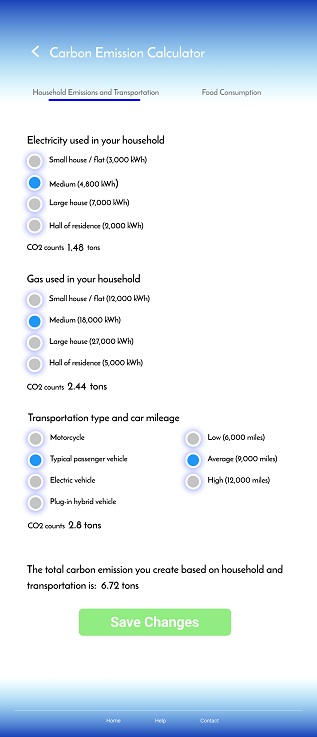 Carbon Emission Calculator
Household Emissions and Transportation
Food Consumption
Electricity used in your household
Small house / flat (3,000 kWh)
Medium (4,800 kWh)
Large house (7,000 kWh)
Hall of residence (2,000 kWh)
CO2 counts 1.48 tons
Gas used in your household
Small house / flat (12,000 kWh)
Medium (18,000 kWh)
Large house (27,000 kWh)
Hall of residence (5,000 kWh)
CO2 counts 2.44 tons
Transportation type and car mileage
Motorcycle
Low (6,000 miles)
Typical passenger vehicle
Average (9,000 miles)
Electric vehicle
High (12,000 miles)
Plug-in hybrid vehicle
CO2 counts 2.8 tons
The total carbon emission you create based on household and
transportation is: 6.72 tons
Save Changes
Home
Help
Contact